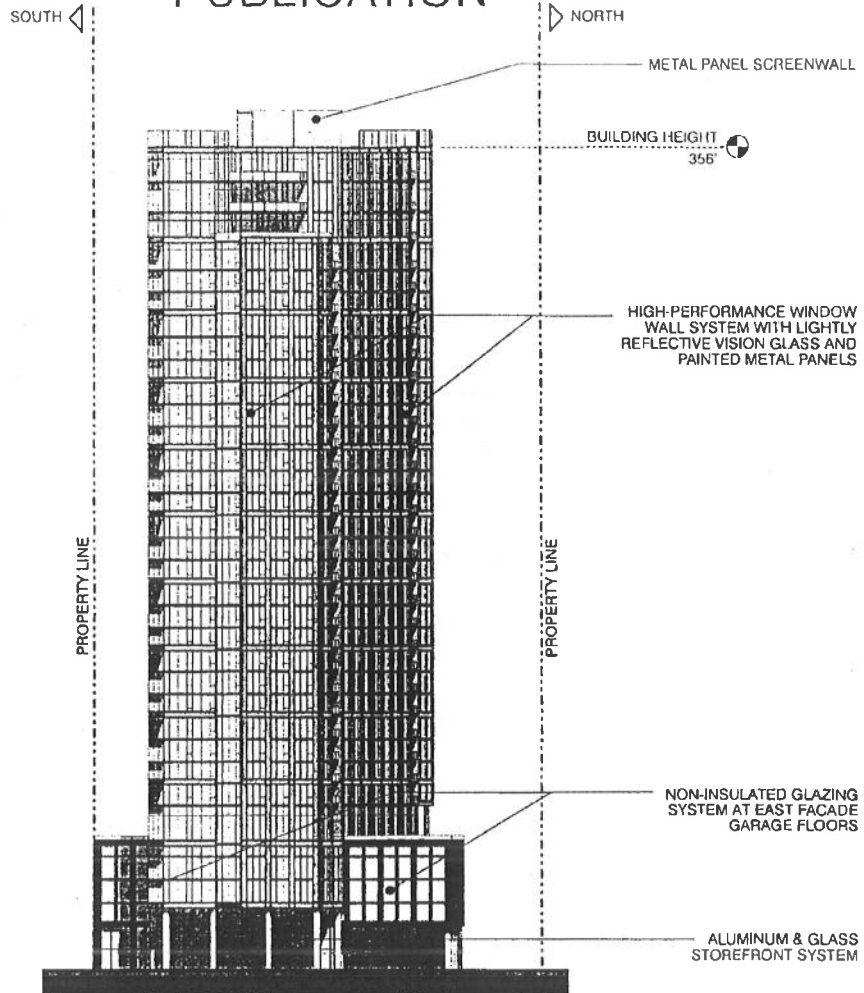 PUBLICATION
SOUTH
NORTH
METAL PANEL SCREENWALL
BUILDING HEIGHT
356'
HIGH-PERFORMANCE WINDOW
WALL SYSTEM WITH LIGHTLY
REFLECTIVE VISION GLASS AND
PAINTED METAL PANELS
PROPERTY LINE
PROPERTY LINE
NON-INSULATED GLAZING
SYSTEM AT EAST FACADE
GARAGE FLOORS
ALUMINUM & GLASS
STOREFRONT SYSTEM